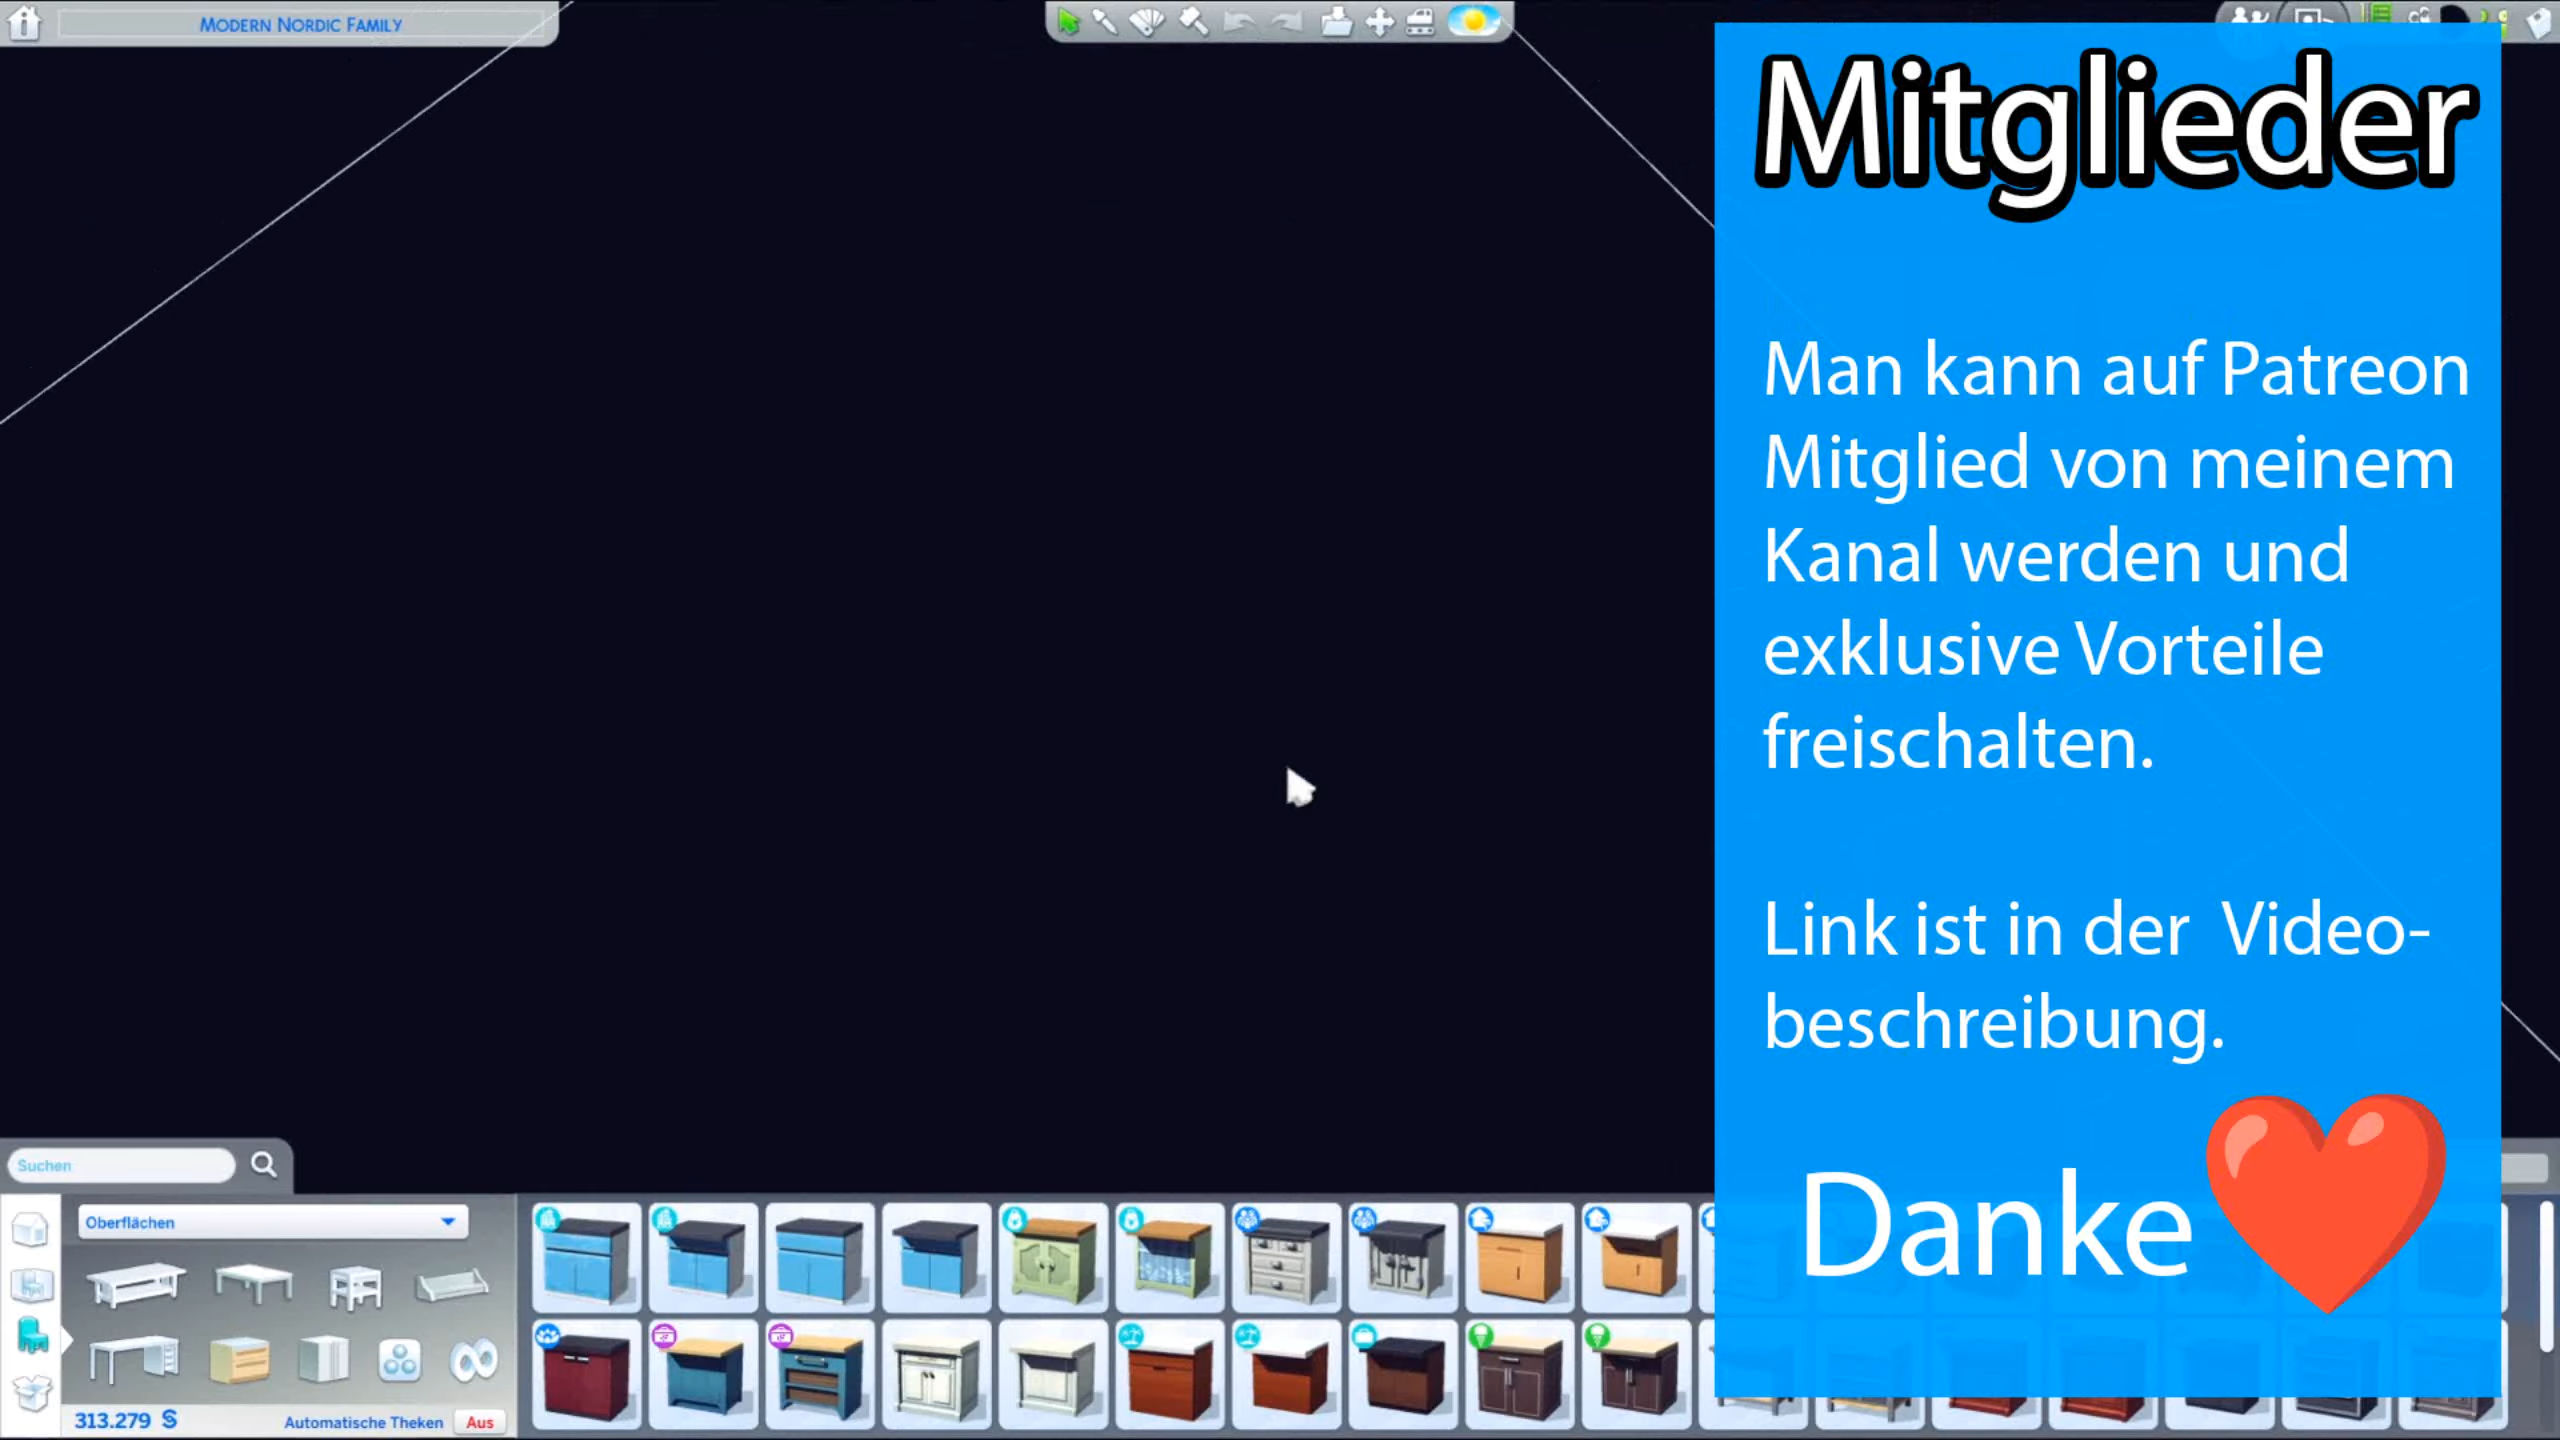 MODERN NORDIC FAMILY
Mitglieder
Man kann auf Patreon
Mitglied von meinem
Kanal werden und
exklusive Vorteile
freischalten.
Link ist in der Video-
beschreibung.
Danke
Suchen
Oberflächen
313.279 §
Automatische Theken Aus